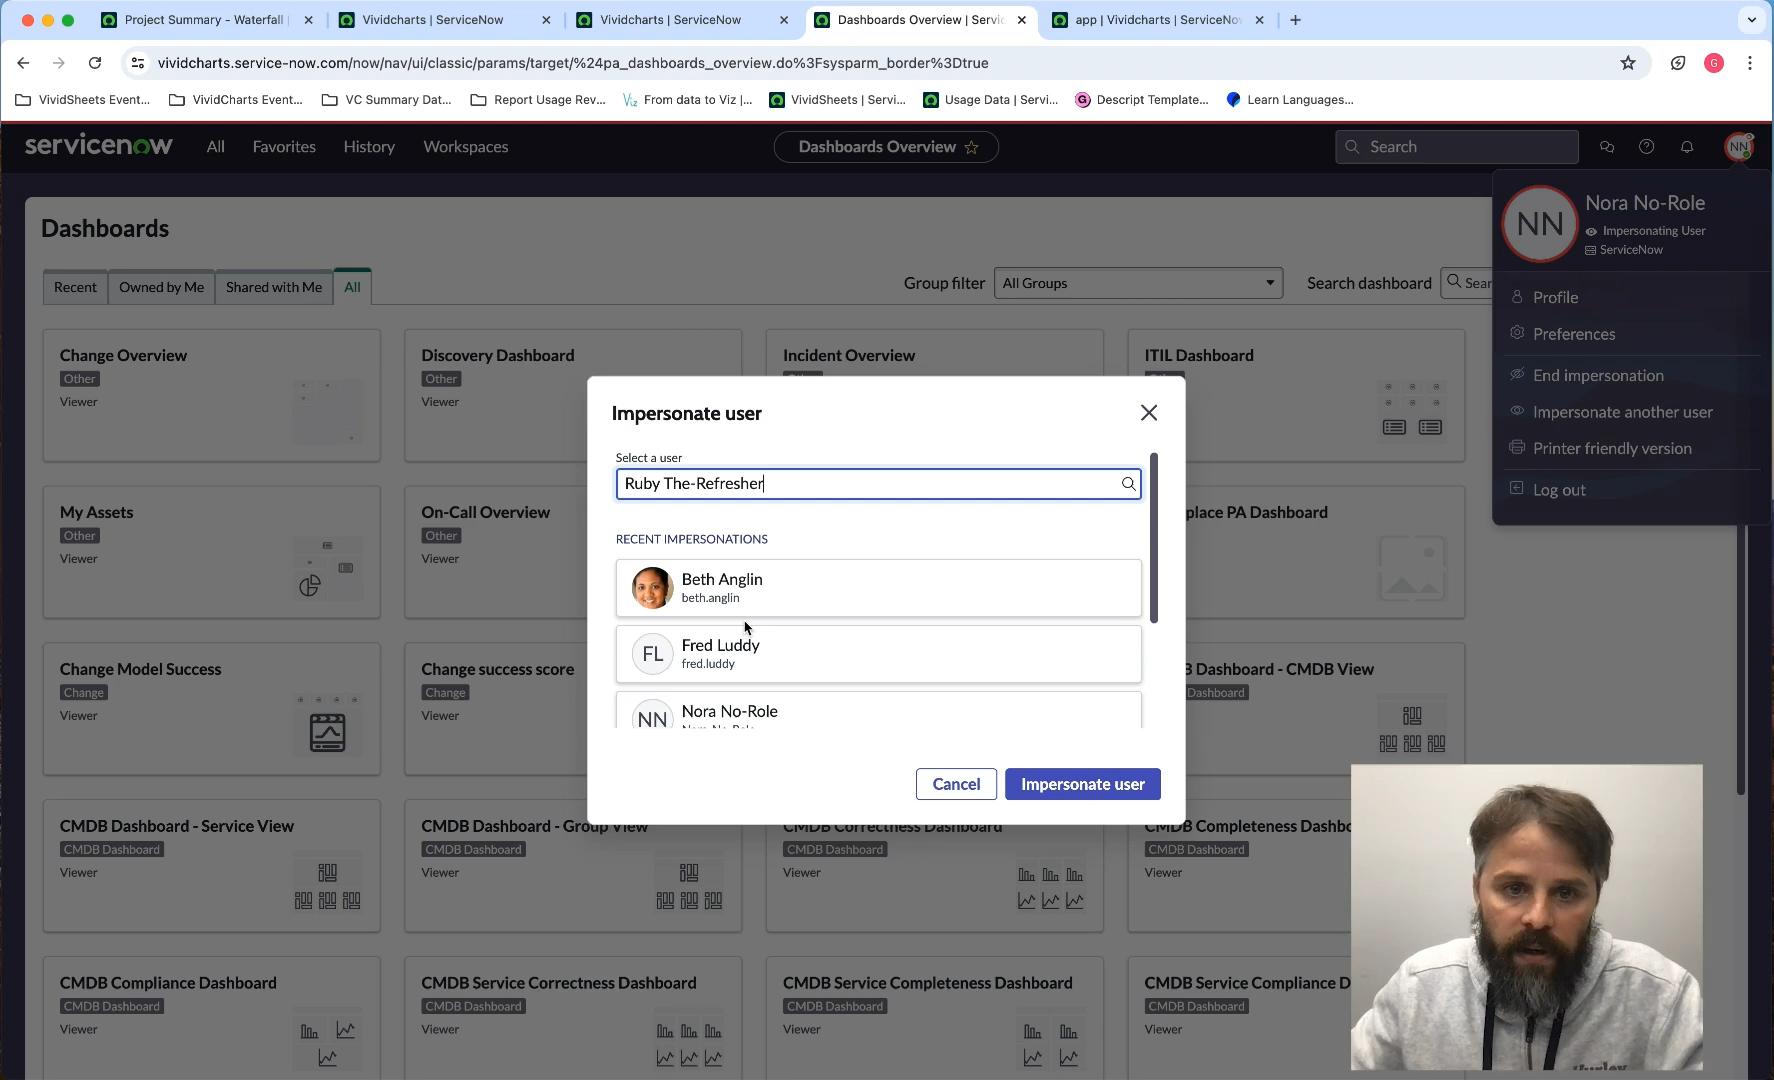 Project Summary - Waterfall
Vividcharts | ServiceNow
Vividcharts | ServiceNow
Dashboards Overview | Servic
app | Vividcharts | ServiceNo
vividcharts.service-now.com/now/nav/ui/classic/params/target/%24pa_dashboards_overview.do%3Fsysparm_border%3Dtrue
G
VividSheets Event...
VividCharts Event...
VC Summary Dat...
Report Usage Rev...
From data to Viz |...
VividSheets | Servi...
Usage Data | Servi...
Descript Template...
Learn Languages...
servicenow
All
Favorites
History
Workspaces
Dashboards Overview
Search
NN
NN
Nora No-Role
Impersonating User
ServiceNow
Profile
Preferences
End impersonation
Impersonate another user
Printer friendly version
Log out
Dashboards
Recent
Owned by Me
Shared with Me
All
Group filter
All Groups
Search dashboard
Sear
Change Overview
Other
Viewer
Discovery Dashboard
Other
Viewer
Incident Overview
ITIL Dashboard
Other
Impersonate user
Select a user
Ruby The-Refresher
RECENT IMPERSONATIONS
Beth Anglin
beth.anglin
FL
Fred Luddy
fred.luddy
NN
Nora No-Role
Cancel
Impersonate user
My Assets
Other
Viewer
On-Call Overview
Other
Viewer
place PA Dashboard
Change Model Success
Change
Viewer
Change success score
Change
Viewer
Dashboard - CMDB View
Dashboard
CMDB Dashboard - Service View
CMDB Dashboard
Viewer
CMDB Dashboard - Group View
CMDB Dashboard
Viewer
CMDB Correctness Dashboard
CMDB Dashboard
Viewer
CMDB Completeness Dashbo
CMDB Dashboard
Viewer
CMDB Compliance Dashboard
CMDB Dashboard
Viewer
CMDB Service Correctness Dashboard
CMDB Dashboard
Viewer
CMDB Service Completeness Dashboard
CMDB Dashboard
Viewer
CMDB Service Compliance D
CMDB Dashboard
Viewer